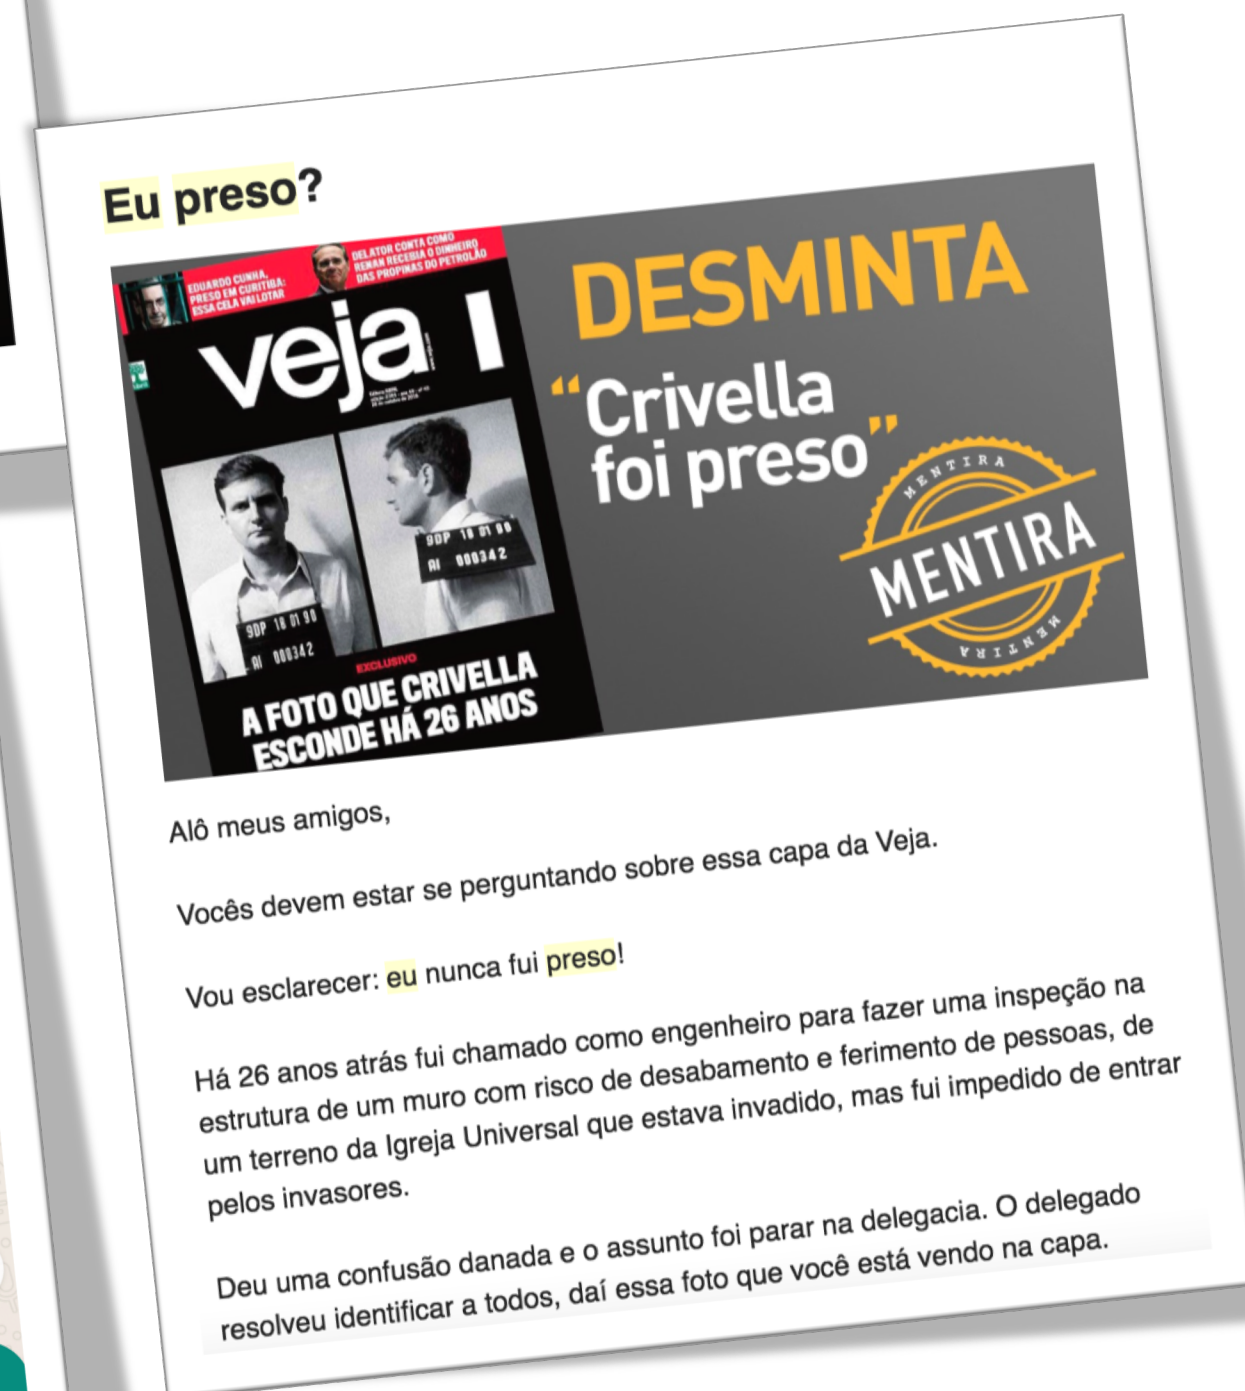 Eu preso?
EDUARDO CUNHA,
PRESO EM CURITIBA:
ESSA CELA VAI LOTAR
DELATOR CONTA COMO
RENAN RECEBIA O DINHEIRO
DAS PROPINAS DO PETROLÃO
veja
9DP 18 01 90
AI 000342
9DP 18 01 90
AI 000342
EXCLUSIVO
A FOTO QUE CRIVELLA
ESCONDE HÁ 26 ANOS
DESMINTA
“Crivella
foi preso”
MENTIRA
MENTIRA
MENTIRA
Alô meus amigos,
Vocês devem estar se perguntando sobre essa capa da Veja.
Vou esclarecer: eu nunca fui preso!
Há 26 anos atrás fui chamado como engenheiro para fazer uma inspeção na
estrutura de um muro com risco de desabamento e ferimento de pessoas, de
um terreno da Igreja Universal que estava invadido, mas fui impedido de entrar
pelos invasores.
Deu uma confusão danada e o assunto foi parar na delegacia. O delegado
resolveu identificar a todos, daí essa foto que você está vendo na capa.